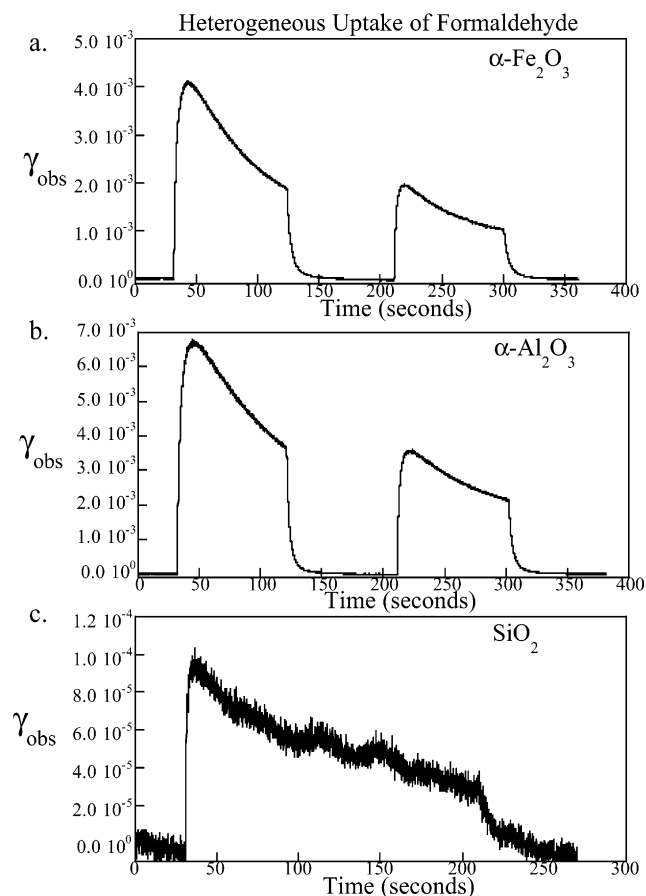 Heterogeneous Uptake of Formaldehyde
a.
α-Fe2O3
5.0 10-3
4.0 10-3
3.0 10-3
2.0 10-3
1.0 10-3
0.0 100
γobs
0 50 100 150 200 250 300 350 400
Time (seconds)
b.
α-Al2O3
7.0 10-3
6.0 10-3
5.0 10-3
4.0 10-3
3.0 10-3
2.0 10-3
1.0 10-3
0.0 100
γobs
0 50 100 150 200 250 300 350 400
Time (seconds)
c.
SiO2
1.2 10-4
1.0 10-4
8.0 10-5
6.0 10-5
4.0 10-5
2.0 10-5
0.0 100
γobs
0 50 100 150 200 250 300
Time (seconds)